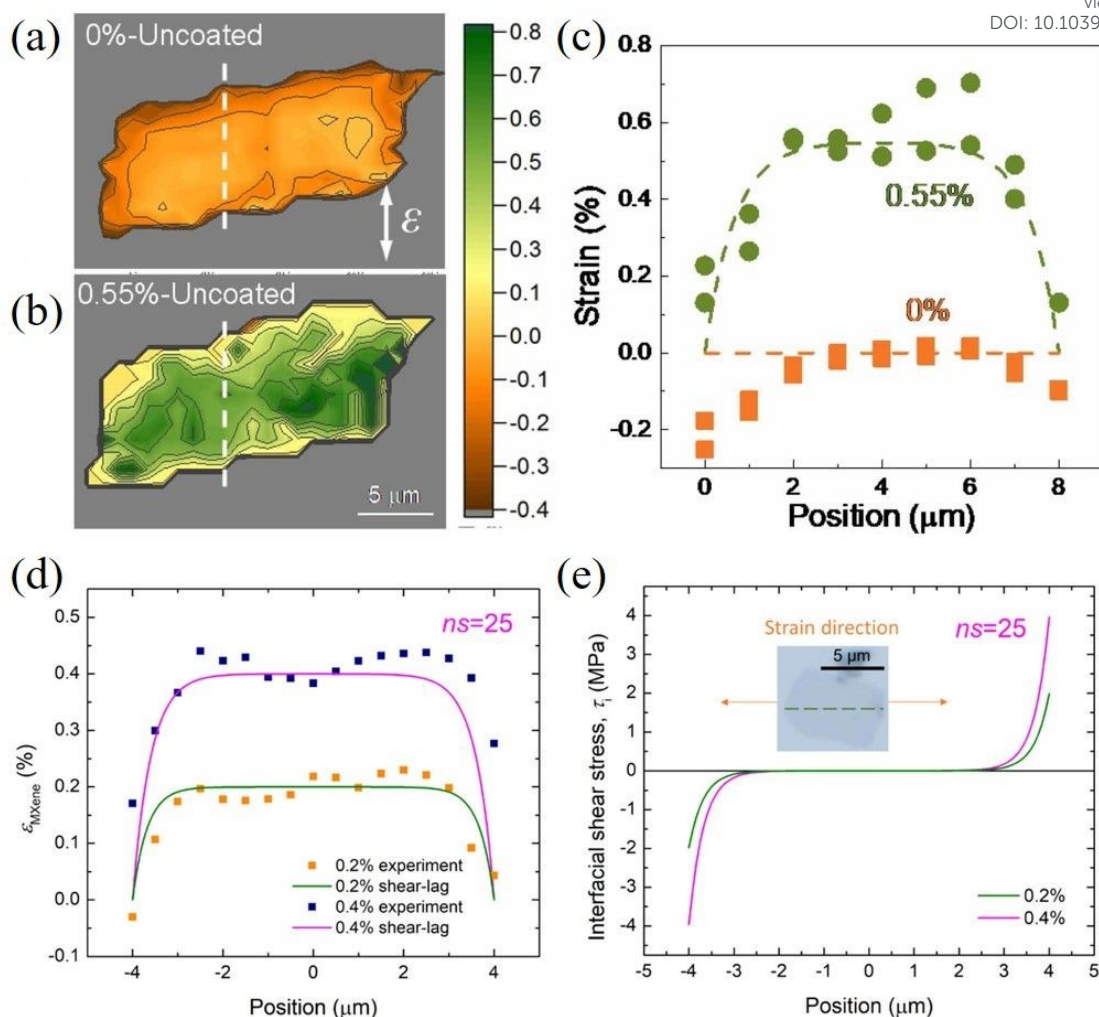 DOI: 10.1039
(a)
0%-Uncoated
ε
(b)
0.55%-Uncoated
5 μm
0.8
0.7
0.6
0.5
0.4
0.3
0.2
0.1
0.0
-0.1
-0.2
-0.3
-0.4
(c)
0.8
0.6
0.4
0.2
0.0
-0.2
Strain (%)
0.55%
0%
0 2 4 6 8
Position (μm)
(d)
0.5
0.4
0.3
0.2
0.1
0.0
-0.1
εMXene (%)
ns=25
0.2% experiment
0.2% shear-lag
0.4% experiment
0.4% shear-lag
-4 -2 0 2 4
Position (μm)
(e)
4
3
2
1
0
-1
-2
-3
-4
Interfacial shear stress, τi (MPa)
ns=25
Strain direction
5 μm
0.2%
0.4%
-5 -4 -3 -2 -1 0 1 2 3 4 5
Position (μm)